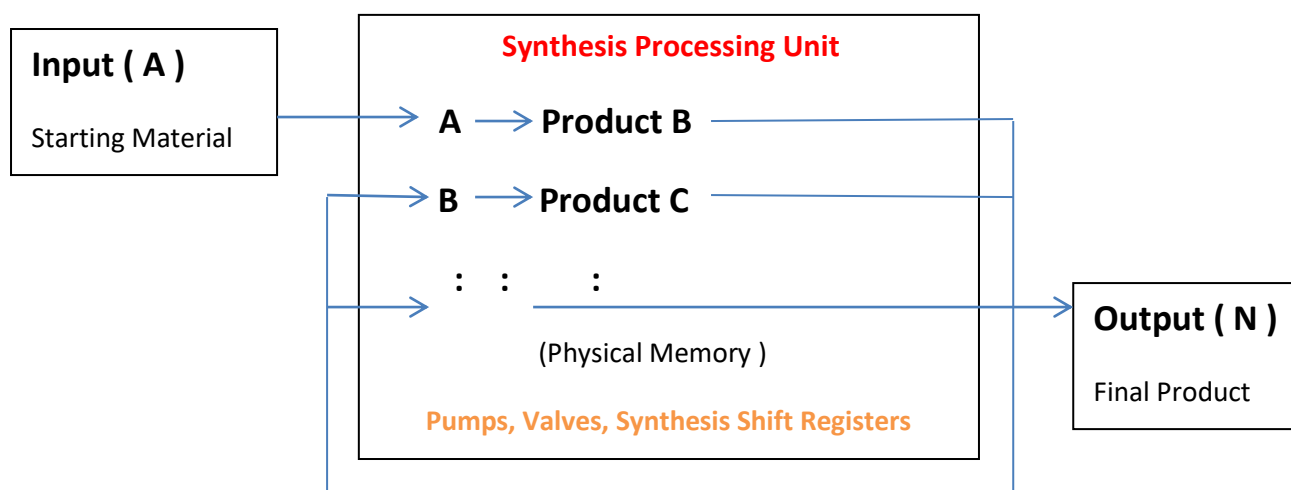 Synthesis Processing Unit
Input ( A )
Starting Material
A Product B
B Product C
: : :
(Physical Memory )
Pumps, Valves, Synthesis Shift Registers
Output ( N )
Final Product